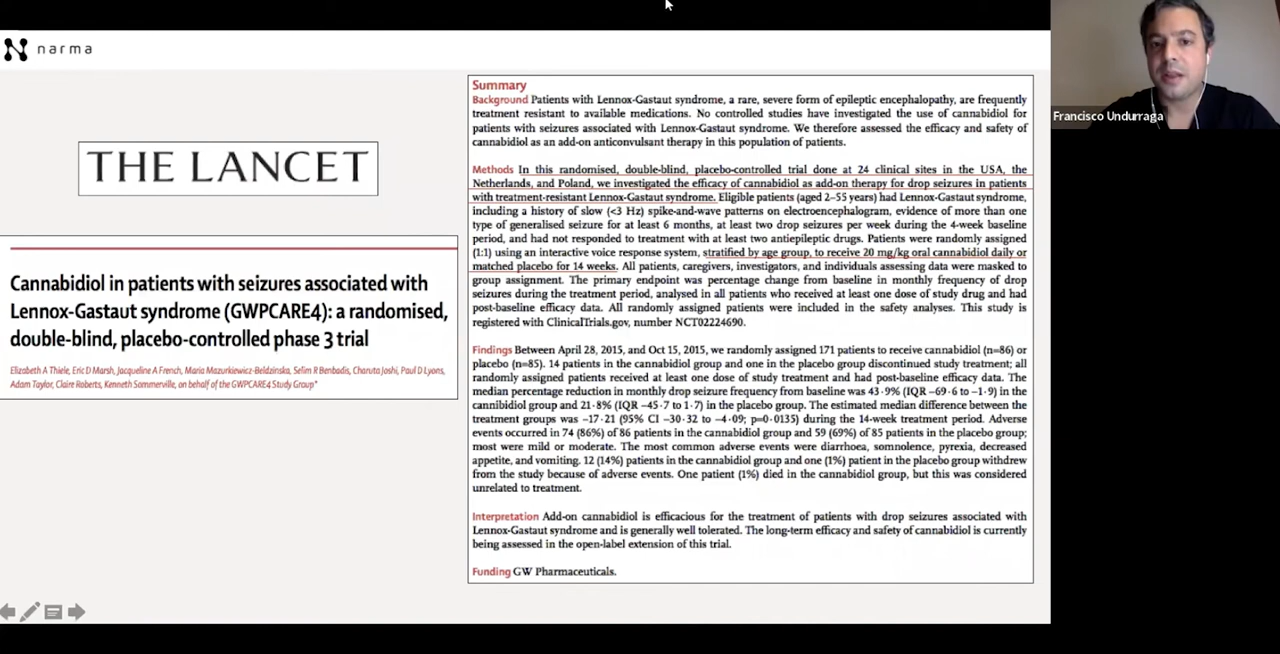 narma
THE LANCET
Cannabidiol in patients with seizures associated with
Lennox-Gastaut syndrome (GWPCARE4): a randomised,
double-blind, placebo-controlled phase 3 trial
Elizabeth A Thiele, Eric D Marsh, Jacqueline A French, Maria Mazurkiewicz-Beldzinska, Selim R Benbadis, Charuta Joshi, Paul D Lyons,
Adam Taylor, Claire Roberts, Kenneth Sommerville, on behalf of the GWPCARE4 Study Group*
Summary
Background Patients with Lennox-Gastaut syndrome, a rare, severe form of epileptic encephalopathy, are frequently
treatment resistant to available medications. No controlled studies have investigated the use of cannabidiol for
patients with seizures associated with Lennox-Gastaut syndrome. We therefore assessed the efficacy and safety of
cannabidiol as an add-on anticonvulsant therapy in this population of patients.
Methods In this randomised, double-blind, placebo-controlled trial done at 24 clinical sites in the USA, the
Netherlands, and Poland, we investigated the efficacy of cannabidiol as add-on therapy for drop seizures in patients
with treatment-resistant Lennox-Gastaut syndrome. Eligible patients (aged 2–55 years) had Lennox-Gastaut syndrome,
including a history of slow (<3 Hz) spike-and-wave patterns on electroencephalogram, evidence of more than one
type of generalised seizure for at least 6 months, at least two drop seizures per week during the 4-week baseline
period, and had not responded to treatment with at least two antiepileptic drugs. Patients were randomly assigned
(1:1) using an interactive voice response system, stratified by age group, to receive 20 mg/kg oral cannabidiol daily or
matched placebo for 14 weeks. All patients, caregivers, investigators, and individuals assessing data were masked to
group assignment. The primary endpoint was percentage change from baseline in monthly frequency of drop
seizures during the treatment period, analysed in all patients who received at least one dose of study drug and had
post-baseline efficacy data. All randomly assigned patients were included in the safety analyses. This study is
registered with ClinicalTrials.gov, number NCT02224690.
Findings Between April 28, 2015, and Oct 15, 2015, we randomly assigned 171 patients to receive cannabidiol (n=86) or
placebo (n=85). 14 patients in the cannabidiol group and one in the placebo group discontinued study treatment; all
randomly assigned patients received at least one dose of study treatment and had post-baseline efficacy data. The
median percentage reduction in monthly drop seizure frequency from baseline was 43·9% (IQR –69·6 to –1·9) in the
cannibidiol group and 21·8% (IQR –45·7 to 1·7) in the placebo group. The estimated median difference between the
treatment groups was –17·21 (95% CI –30·32 to –4·09; p=0·0135) during the 14-week treatment period. Adverse
events occurred in 74 (86%) of 86 patients in the cannabidiol group and 59 (69%) of 85 patients in the placebo group;
most were mild or moderate. The most common adverse events were diarrhoea, somnolence, pyrexia, decreased
appetite, and vomiting. 12 (14%) patients in the cannabidiol group and one (1%) patient in the placebo group withdrew
from the study because of adverse events. One patient (1%) died in the cannabidiol group, but this was considered
unrelated to treatment.
Interpretation Add-on cannabidiol is efficacious for the treatment of patients with drop seizures associated with
Lennox-Gastaut syndrome and is generally well tolerated. The long-term efficacy and safety of cannabidiol is currently
being assessed in the open-label extension of this trial.
Funding GW Pharmaceuticals.
Francisco Undurraga